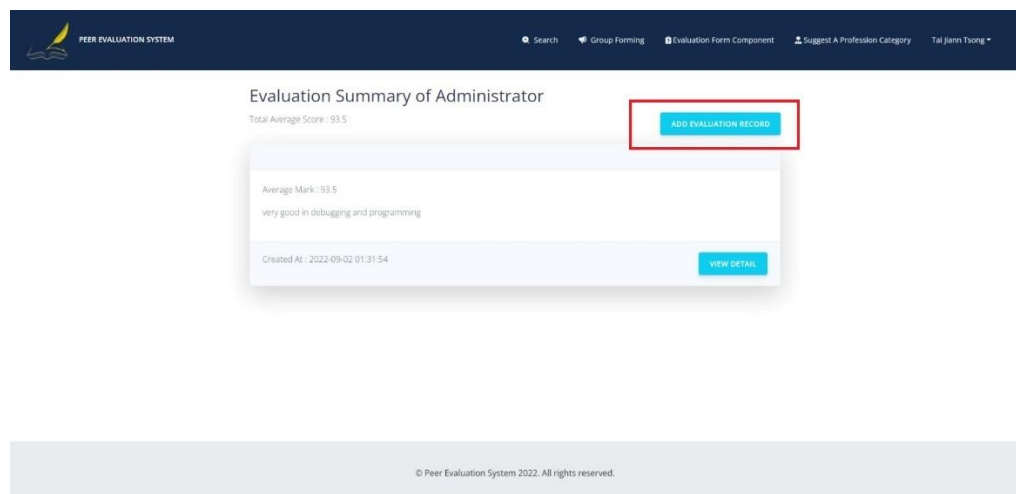 PEER EVALUATION SYSTEM
Search Group Forming Evaluation Form Component Suggest A Profession Category Tai Jiann Tsong
Evaluation Summary of Administrator
Total Average Score : 93.5
ADD EVALUATION RECORD
Average Mark : 93.5
very good in debugging and programming
Created At : 2022-09-02 01:31:54
VIEW DETAIL
© Peer Evaluation System 2022. All rights reserved.